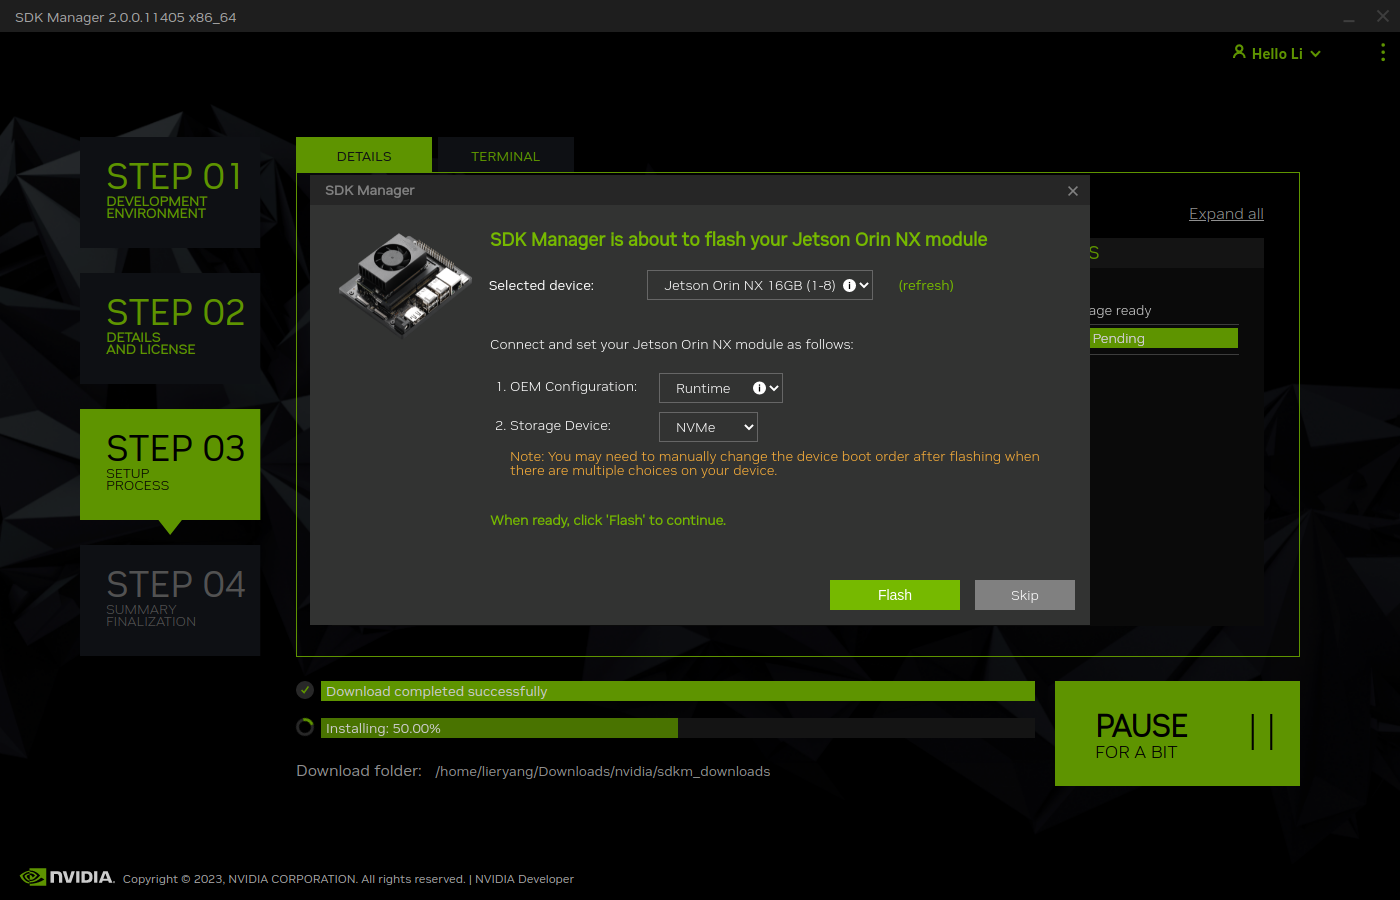 SDK Manager 2.0.0.11405 x86_64
Hello Li
STEP 01
DEVELOPMENT
ENVIRONMENT
STEP 02
DETAILS
AND LICENSE
STEP 03
SETUP
PROCESS
STEP 04
SUMMARY
FINALIZATION
DETAILS
TERMINAL
Expand all
S
age ready
Pending
SDK Manager
SDK Manager is about to flash your Jetson Orin NX module
Selected device:
Jetson Orin NX 16GB (1-8)
(refresh)
Connect and set your Jetson Orin NX module as follows:
1. OEM Configuration:
Runtime
2. Storage Device:
NVMe
Note: You may need to manually change the device boot order after flashing when
there are multiple choices on your device.
When ready, click 'Flash' to continue.
Flash
Skip
Download completed successfully
Installing: 50.00%
Download folder: /home/lieryang/Downloads/nvidia/sdkm_downloads
PAUSE
FOR A BIT
NVIDIA. Copyright © 2023, NVIDIA CORPORATION. All rights reserved. | NVIDIA Developer